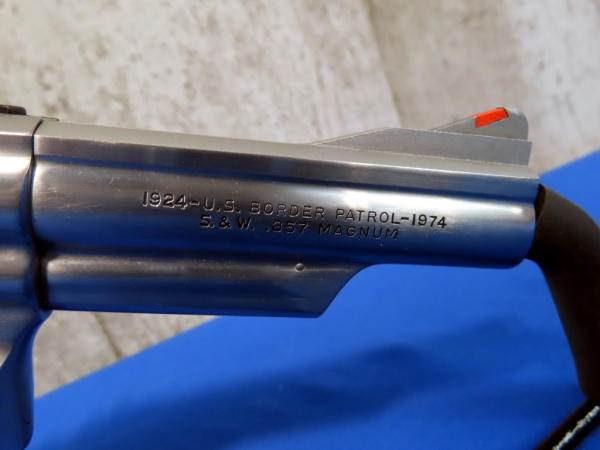 1924-U.S. BORDER PATROL-1974
S.&W. .357 MAGNUM